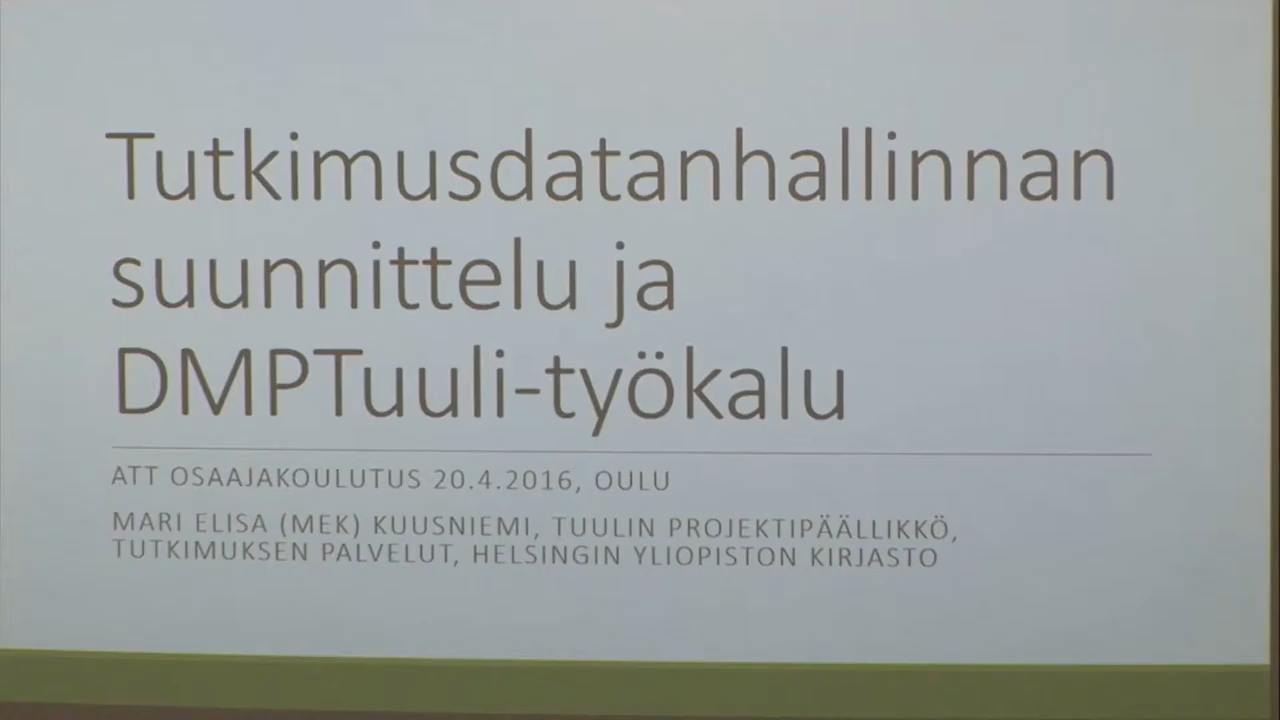 Tutkimusdatanhallinnan
suunnittelu ja
DMPTuuli-työkalu
ATT OSAAJAKOULUTUS 20.4.2016, OULU
MARI ELISA (MEK) KUUSNIEMI, TUULIN PROJEKTIPÄÄLLIKKÖ,
TUTKIMUKSEN PALVELUT, HELSINGIN YLIOPISTON KIRJASTO